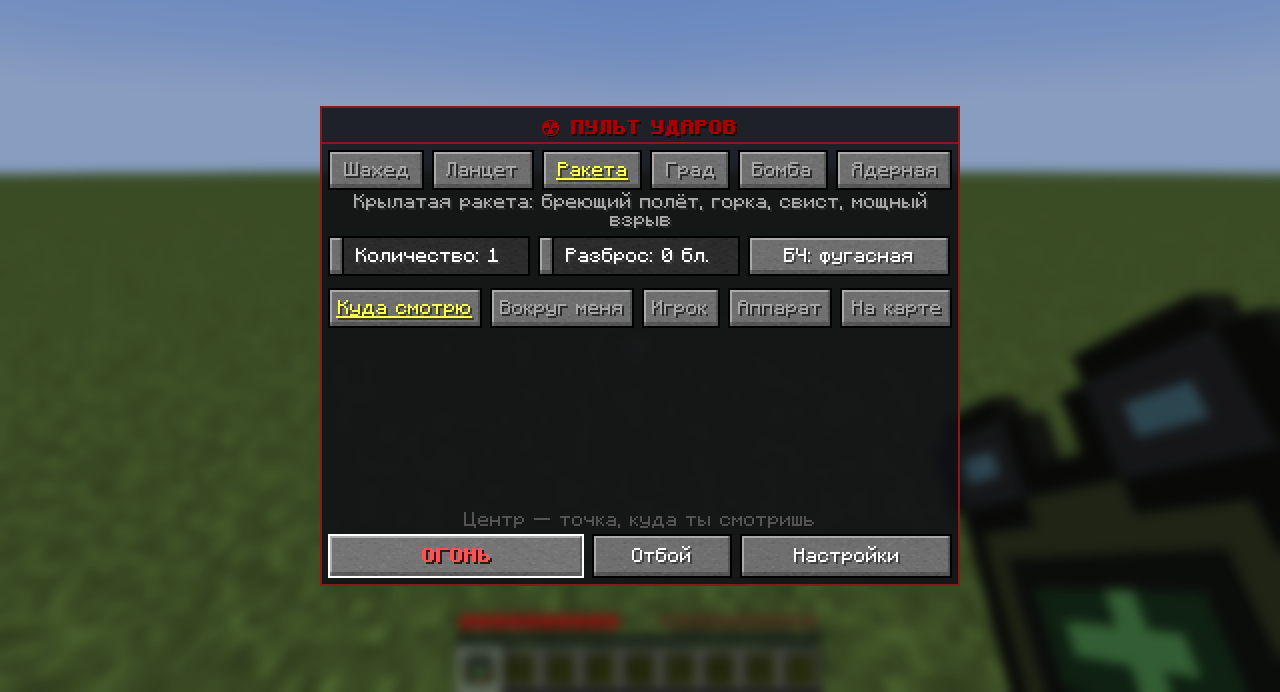 ☢ ПУЛЬТ УДАРОВ
Шахед Ланцет Ракета Град Бомба Ядерная
Крылатая ракета: бреющий полёт, горка, свист, мощный
взрыв
Количество: 1 Разброс: 0 бл. БЧ: фугасная
Куда смотрю Вокруг меня Игрок Аппарат На карте
Центр — точка, куда ты смотришь
ОГОНЬ Отбой Настройки